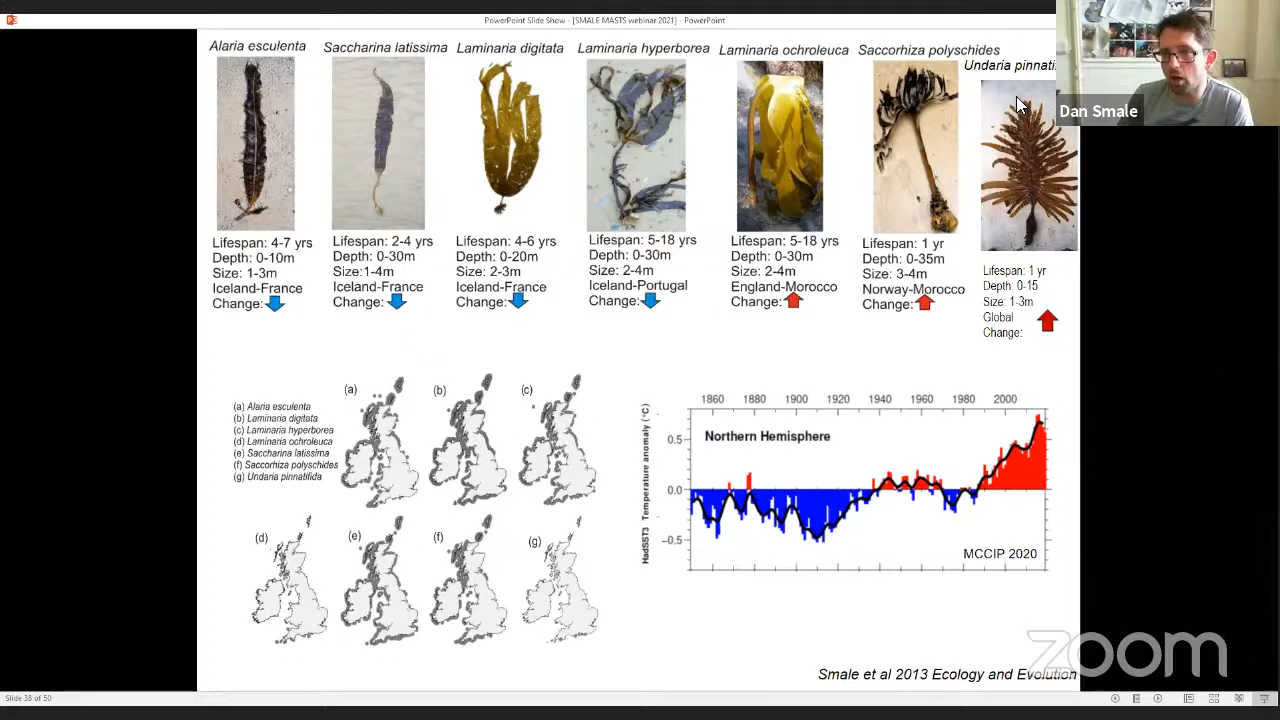 PowerPoint Slide Show - [SMALE MASTS webinar 2021] - PowerPoint
Alaria esculenta
Saccharina latissima
Laminaria digitata
Laminaria hyperborea
Laminaria ochroleuca
Saccorhiza polyschides
Undaria pinnatif
Dan Smale
Lifespan: 4-7 yrs
Depth: 0-10m
Size: 1-3m
Iceland-France
Change:
Lifespan: 2-4 yrs
Depth: 0-30m
Size:1-4m
Iceland-France
Change:
Lifespan: 4-6 yrs
Depth: 0-20m
Size: 2-3m
Iceland-France
Change:
Lifespan: 5-18 yrs
Depth: 0-30m
Size: 2-4m
Iceland-Portugal
Change:
Lifespan: 5-18 yrs
Depth: 0-30m
Size: 2-4m
England-Morocco
Change:
Lifespan: 1 yr
Depth: 0-35m
Size: 3-4m
Norway-Morocco
Change:
Lifespan: 1 yr
Depth: 0-15
Size: 1-3m
Global
Change:
(a) Alaria esculenta
(b) Laminaria digitata
(c) Laminaria hyperborea
(d) Laminaria ochroleuca
(e) Saccharina latissima
(f) Saccorhiza polyschides
(g) Undaria pinnatifida
(a)
(b)
(c)
(d)
(e)
(f)
(g)
1860 1880 1900 1920 1940 1960 1980 2000
HadSST3 Temperature anomaly (°C)
0.5
0.0
-0.5
Northern Hemisphere
MCCIP 2020
zoom
Smale et al 2013 Ecology and Evolution
Slide 38 of 50